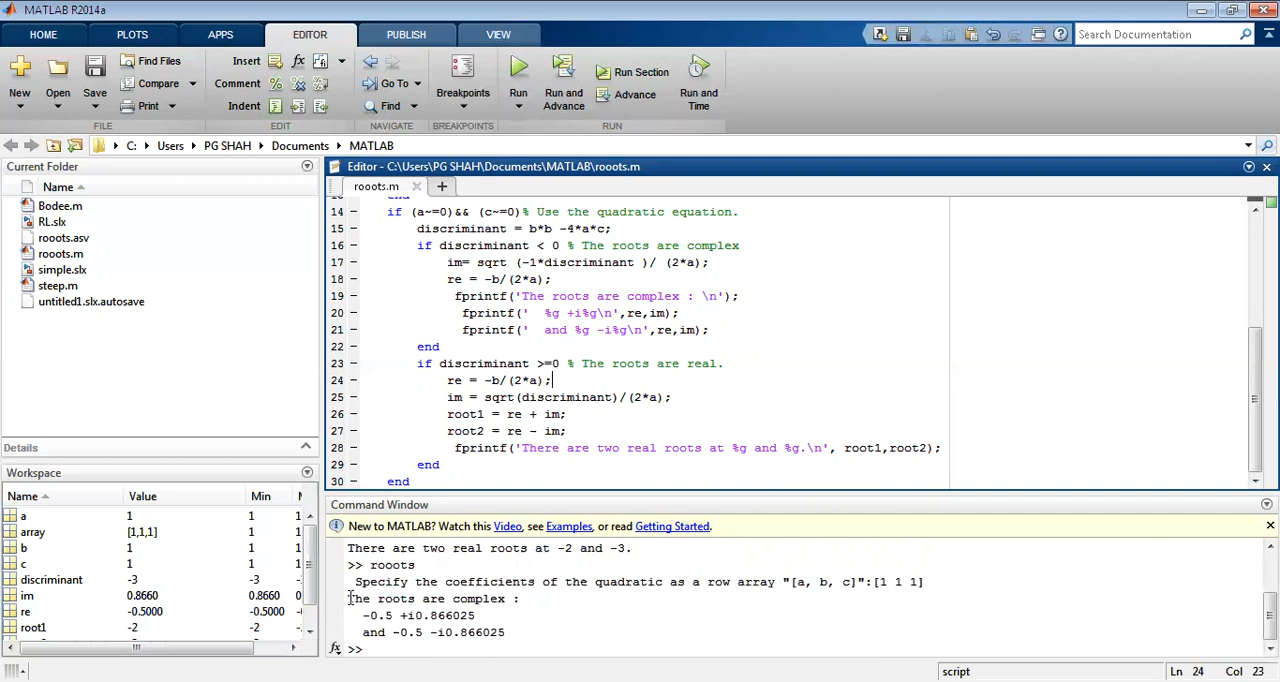 MATLAB R2014a
HOME PLOTS APPS EDITOR PUBLISH VIEW Search Documentation
New Open Save Find Files Compare Print
Insert fx
Comment %
Indent
Go To
Find
Breakpoints
Run Run and Advance Run Section Advance Run and Time
FILE EDIT NAVIGATE BREAKPOINTS RUN
C: Users PG SHAH Documents MATLAB
Current Folder
Name
Bodee.m
RL.slx
rooots.asv
rooots.m
simple.slx
steep.m
untitled1.slx.autosave
Details
Workspace
Name Value Min
a 1 1 1
array [1,1,1] 1 1
b 1 1 1
c 1 1 1
discriminant -3 -3
im 0.8660 0.8660
re -0.5000 -0.5000
root1 -2 -2
Editor - C:\Users\PG SHAH\Documents\MATLAB\rooots.m
rooots.m
14 - if (a~=0)&& (c~=0)% Use the quadratic equation.
15 - discriminant = b*b -4*a*c;
16 - if discriminant < 0 % The roots are complex
17 - im= sqrt (-1*discriminant )/ (2*a);
18 - re = -b/(2*a);
19 - fprintf('The roots are complex : \n');
20 - fprintf('  %g +i%g\n',re,im);
21 - fprintf('  and %g -i%g\n',re,im);
22 - end
23 - if discriminant >=0 % The roots are real.
24 - re = -b/(2*a);
25 - im = sqrt(discriminant)/(2*a);
26 - root1 = re + im;
27 - root2 = re - im;
28 - fprintf('There are two real roots at %g and %g.\n', root1,root2);
29 - end
30 - end
Command Window
New to MATLAB? Watch this Video, see Examples, or read Getting Started.
There are two real roots at -2 and -3.
>> rooots
Specify the coefficients of the quadratic as a row array "[a, b, c]":[1 1 1]
The roots are complex :
-0.5 +i0.866025
and -0.5 -i0.866025
fx >>
script Ln 24 Col 23